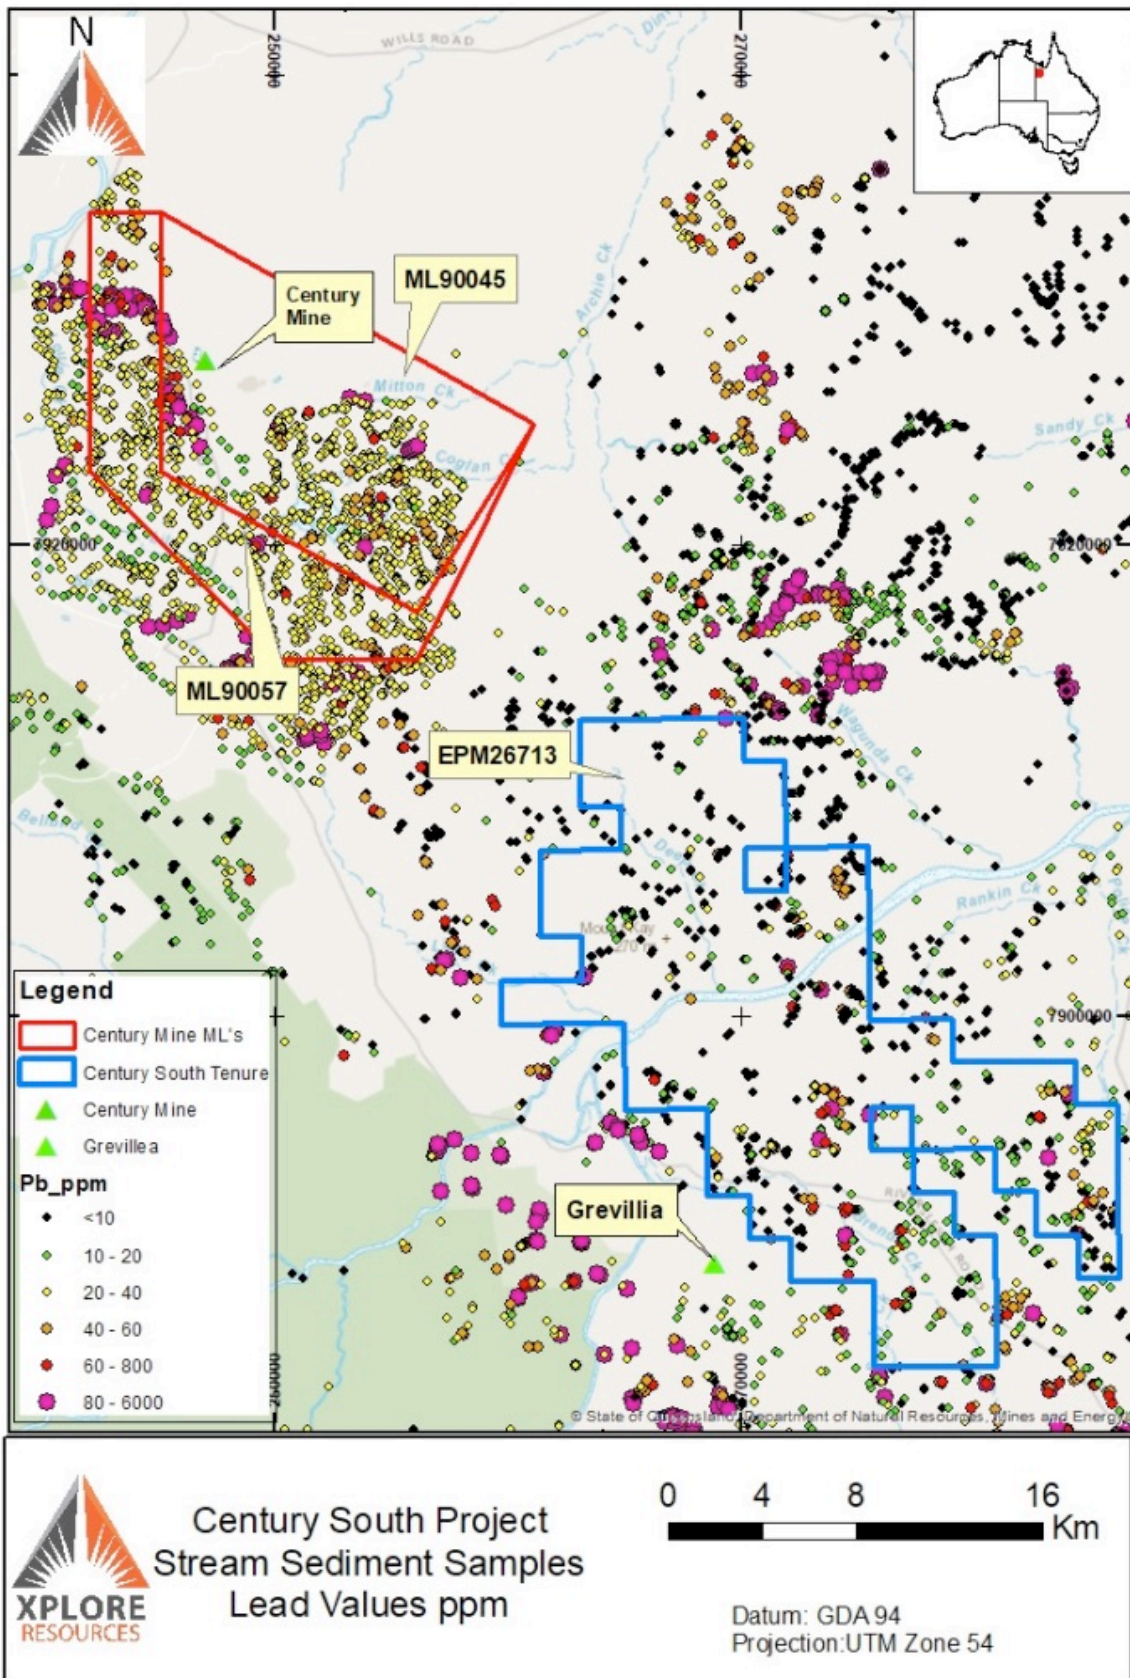 N
WILLS ROAD
250000
270000
Archie Ck
Century
Mine
ML90045
Mitton Ck
Coglan Ck
Sandy Ck
7920000
7920000
ML90057
EPM26713
Wagunda Ck
Rankin Ck
270 m
Legend
Century Mine ML's
Century South Tenure
Century Mine
Grevillea
Pb_ppm
<10
10 - 20
20 - 40
40 - 60
60 - 800
80 - 6000
7900000
Grevillia
250000
270000
© State of Queensland, Department of Natural Resources, Mines and Energy
XPLORE
RESOURCES
Century South Project
Stream Sediment Samples
Lead Values ppm
0 4 8 16
Km
Datum: GDA 94
Projection:UTM Zone 54